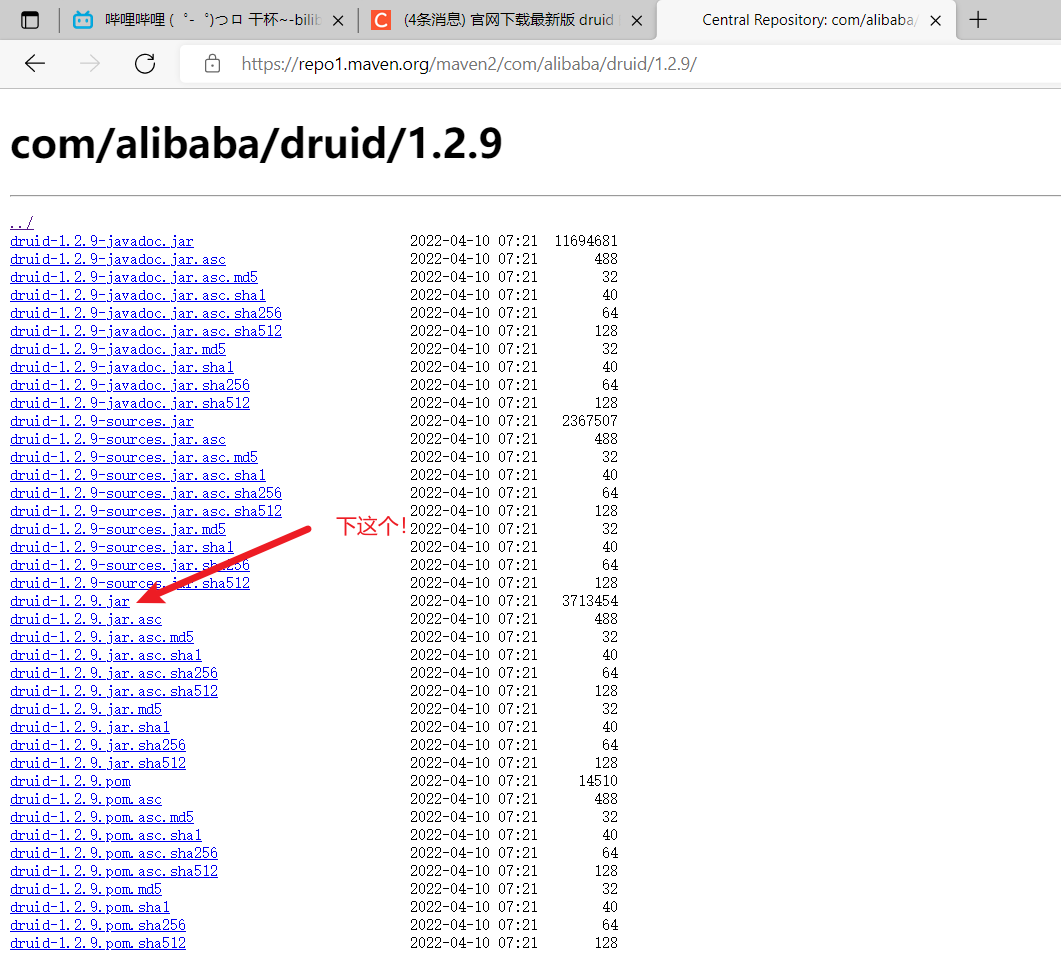 哔哩哔哩 (゜-゜)つロ 干杯~-bilib
(4条消息) 官网下载最新版 druid
Central Repository: com/alibaba/
https://repo1.maven.org/maven2/com/alibaba/druid/1.2.9/
com/alibaba/druid/1.2.9
../
druid-1.2.9-javadoc.jar 2022-04-10 07:21 11694681
druid-1.2.9-javadoc.jar.asc 2022-04-10 07:21 488
druid-1.2.9-javadoc.jar.asc.md5 2022-04-10 07:21 32
druid-1.2.9-javadoc.jar.asc.sha1 2022-04-10 07:21 40
druid-1.2.9-javadoc.jar.asc.sha256 2022-04-10 07:21 64
druid-1.2.9-javadoc.jar.asc.sha512 2022-04-10 07:21 128
druid-1.2.9-javadoc.jar.md5 2022-04-10 07:21 32
druid-1.2.9-javadoc.jar.sha1 2022-04-10 07:21 40
druid-1.2.9-javadoc.jar.sha256 2022-04-10 07:21 64
druid-1.2.9-javadoc.jar.sha512 2022-04-10 07:21 128
druid-1.2.9-sources.jar 2022-04-10 07:21 2367507
druid-1.2.9-sources.jar.asc 2022-04-10 07:21 488
druid-1.2.9-sources.jar.asc.md5 2022-04-10 07:21 32
druid-1.2.9-sources.jar.asc.sha1 2022-04-10 07:21 40
druid-1.2.9-sources.jar.asc.sha256 2022-04-10 07:21 64
druid-1.2.9-sources.jar.asc.sha512 2022-04-10 07:21 128
下这个!
druid-1.2.9-sources.jar.md5 2022-04-10 07:21 32
druid-1.2.9-sources.jar.sha1 2022-04-10 07:21 40
druid-1.2.9-sources.jar.sha256 2022-04-10 07:21 64
druid-1.2.9-sources.jar.sha512 2022-04-10 07:21 128
druid-1.2.9.jar 2022-04-10 07:21 3713454
druid-1.2.9.jar.asc 2022-04-10 07:21 488
druid-1.2.9.jar.asc.md5 2022-04-10 07:21 32
druid-1.2.9.jar.asc.sha1 2022-04-10 07:21 40
druid-1.2.9.jar.asc.sha256 2022-04-10 07:21 64
druid-1.2.9.jar.asc.sha512 2022-04-10 07:21 128
druid-1.2.9.jar.md5 2022-04-10 07:21 32
druid-1.2.9.jar.sha1 2022-04-10 07:21 40
druid-1.2.9.jar.sha256 2022-04-10 07:21 64
druid-1.2.9.jar.sha512 2022-04-10 07:21 128
druid-1.2.9.pom 2022-04-10 07:21 14510
druid-1.2.9.pom.asc 2022-04-10 07:21 488
druid-1.2.9.pom.asc.md5 2022-04-10 07:21 32
druid-1.2.9.pom.asc.sha1 2022-04-10 07:21 40
druid-1.2.9.pom.asc.sha256 2022-04-10 07:21 64
druid-1.2.9.pom.asc.sha512 2022-04-10 07:21 128
druid-1.2.9.pom.md5 2022-04-10 07:21 32
druid-1.2.9.pom.sha1 2022-04-10 07:21 40
druid-1.2.9.pom.sha256 2022-04-10 07:21 64
druid-1.2.9.pom.sha512 2022-04-10 07:21 128